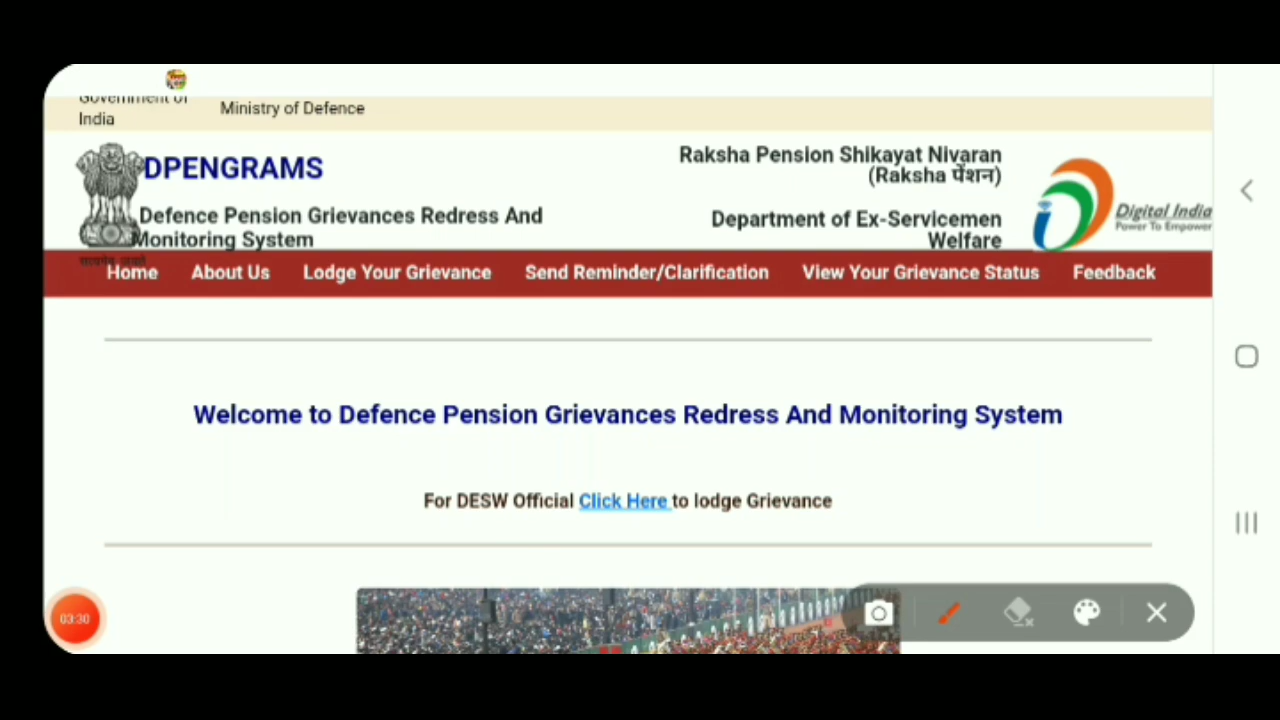 Government of
India
Ministry of Defence
DPENGRAMS
Defence Pension Grievances Redress And
Monitoring System
Raksha Pension Shikayat Nivaran
(Raksha पेंशन)
Department of Ex-Servicemen
Welfare
Digital India
Power To Empower
सत्यमेव जयते
Home About Us Lodge Your Grievance Send Reminder/Clarification View Your Grievance Status Feedback
Welcome to Defence Pension Grievances Redress And Monitoring System
For DESW Official Click Here to lodge Grievance
03:30